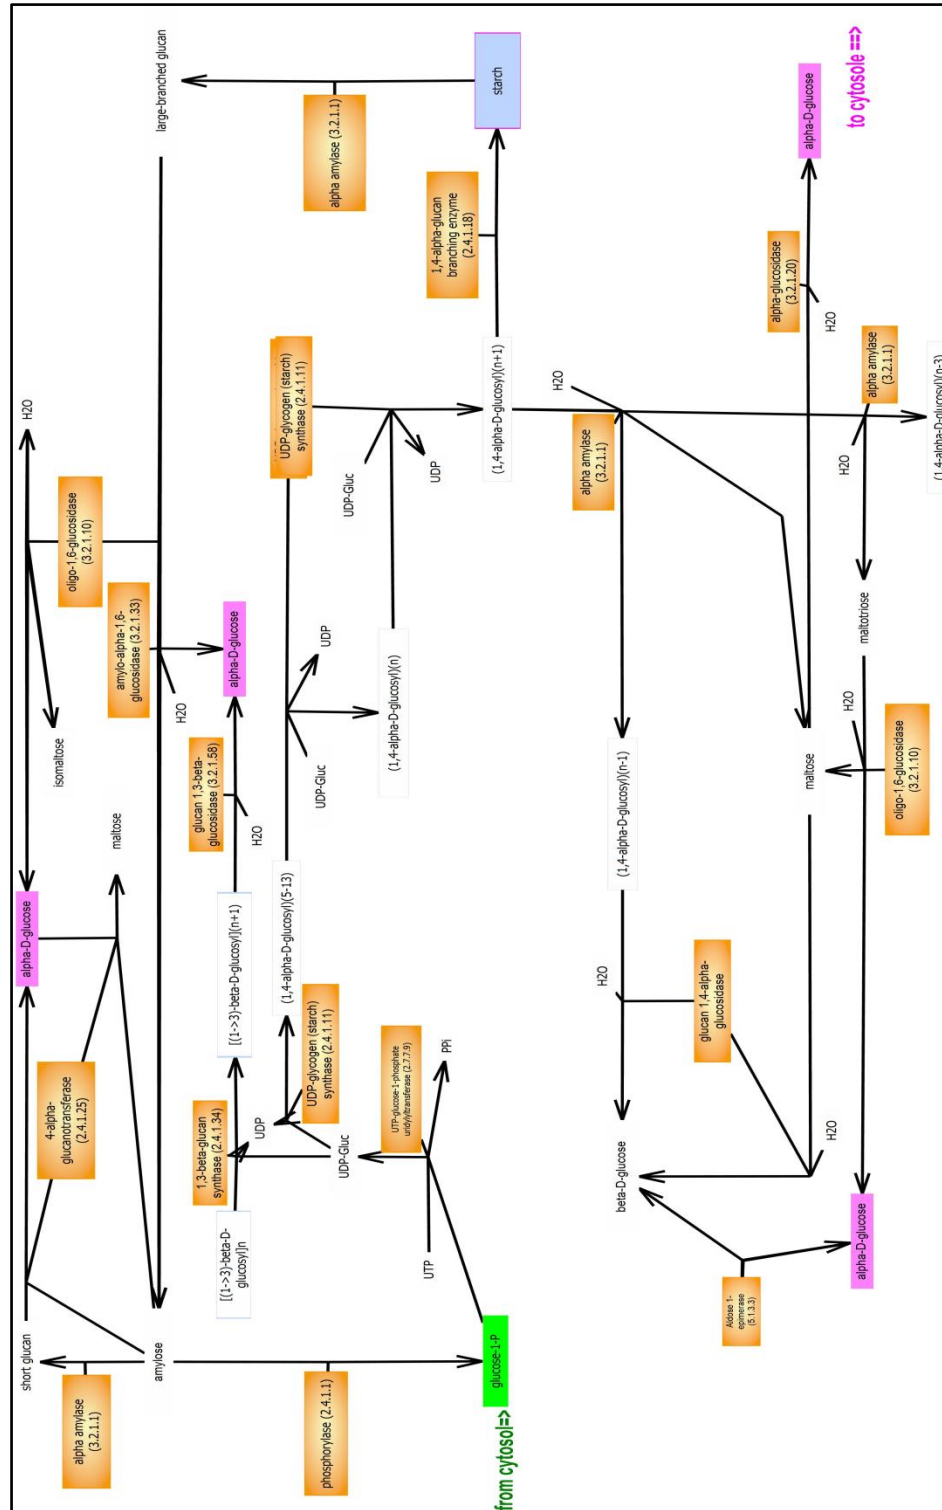 short glucan
alpha-D-glucose
H2O
alpha amylase
(3.2.1.1)
4-alpha-
glucanotransferase
(2.4.1.25)
isomaltose
oligo-1,6-glucosidase
(3.2.1.10)
maltose
amylo-alpha-1,6-
glucosidase (3.2.1.33)
amylose
large-branched glucan
H2O
1,3-beta-glucan
synthase (2.4.1.34)
glucan 1,3-beta-
glucosidase (3.2.1.58)
[(1->3)-beta-D-
glucosyl]n
[(1->3)-beta-D-glucosyl](n+1)
alpha-D-glucose
H2O
UDP
phosphorylase (2.4.1.1)
alpha amylase (3.2.1.1)
(1,4-alpha-D-glucosyl)(5-13)
UDP-glycogen (starch)
synthase (2.4.1.11)
UDP-glycogen (starch)
synthase (2.4.1.11)
UDP-Gluc
UDP-Gluc
UDP
UDP-Gluc
UTP-glucose-1-phosphate
uridylyltransferase (2.7.7.9)
(1,4-alpha-D-glucosyl)(n)
UTP
PPi
UDP
1,4-alpha-glucan
branching enzyme
(2.4.1.18)
glucose-1-P
(1,4-alpha-D-glucosyl)(n+1)
starch
from cytosol=>
H2O
alpha amylase
(3.2.1.1)
H2O
beta-D-glucose
(1,4-alpha-D-glucosyl)(n-1)
glucan 1,4-alpha-
glucosidase
Aldose 1-
epimerase
(5.1.3.3)
alpha-glucosidase
(3.2.1.20)
maltose
alpha-D-glucose
H2O
H2O
H2O
H2O
H2O
alpha-D-glucose
maltotriose
to cytosole ==>
oligo-1,6-glucosidase
(3.2.1.10)
alpha amylase
(3.2.1.1)
(1,4-alpha-D-glucosyl)(n-3)